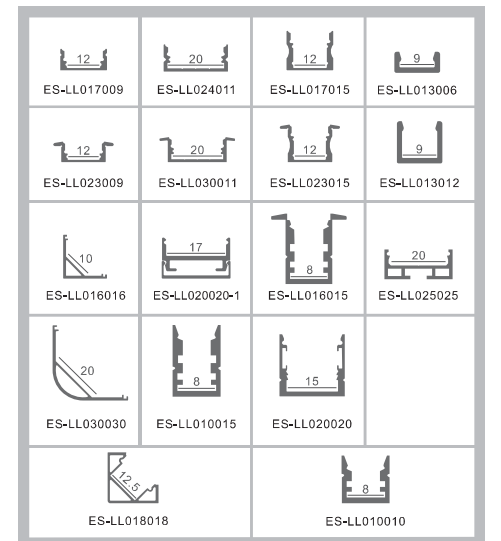 12 20 12 9
ES-LL017009 ES-LL024011 ES-LL017015 ES-LL013006
12 20 12 9
ES-LL023009 ES-LL030011 ES-LL023015 ES-LL013012
10 17 8 20
ES-LL016016 ES-LL020020-1 ES-LL016015 ES-LL025025
20 8 15
ES-LL030030 ES-LL010015 ES-LL020020
12.5 8
ES-LL018018 ES-LL010010